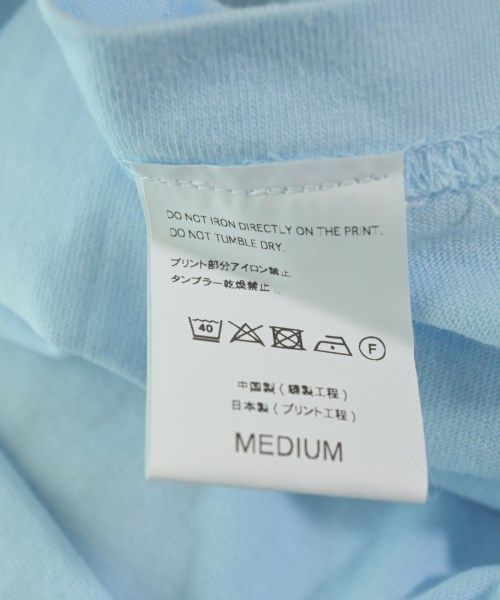 DO NOT IRON DIRECTLY ON THE PRINT.
DO NOT TUMBLE DRY.
プリント部分アイロン禁止
タンブラー乾燥禁止
40 F
中国製 ( 縫製工程 )
日本製 ( プリント工程 )
MEDIUM